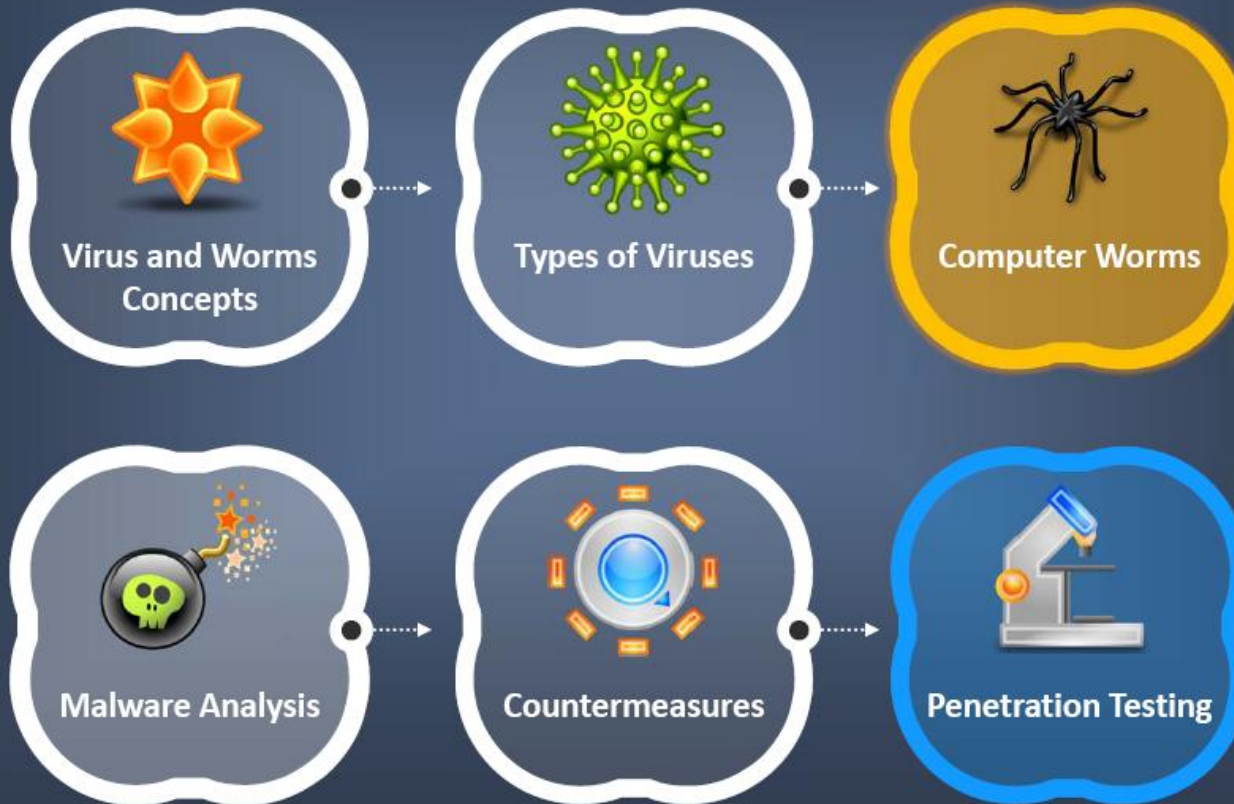 Virus and Worms
Concepts
Types of Viruses
Computer Worms
Malware Analysis
Countermeasures
Penetration Testing